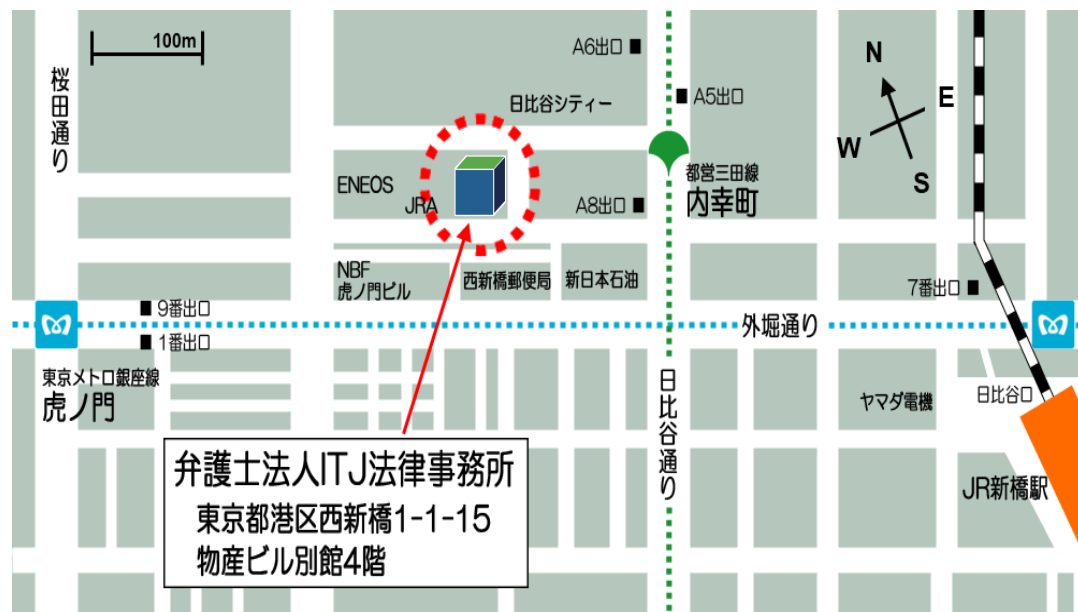 100m
桜田通り
A6出口
A5出口
日比谷シティー
N
E
W
S
ENEOS
JRA
A8出口
都営三田線
内幸町
NBF
虎ノ門ビル
西新橋郵便局
新日本石油
7番出口
9番出口
外堀通り
1番出口
東京メトロ銀座線
虎ノ門
日比谷通り
ヤマダ電機
日比谷口
JR新橋駅
弁護士法人ITJ法律事務所
東京都港区西新橋1-1-15
物産ビル別館4階